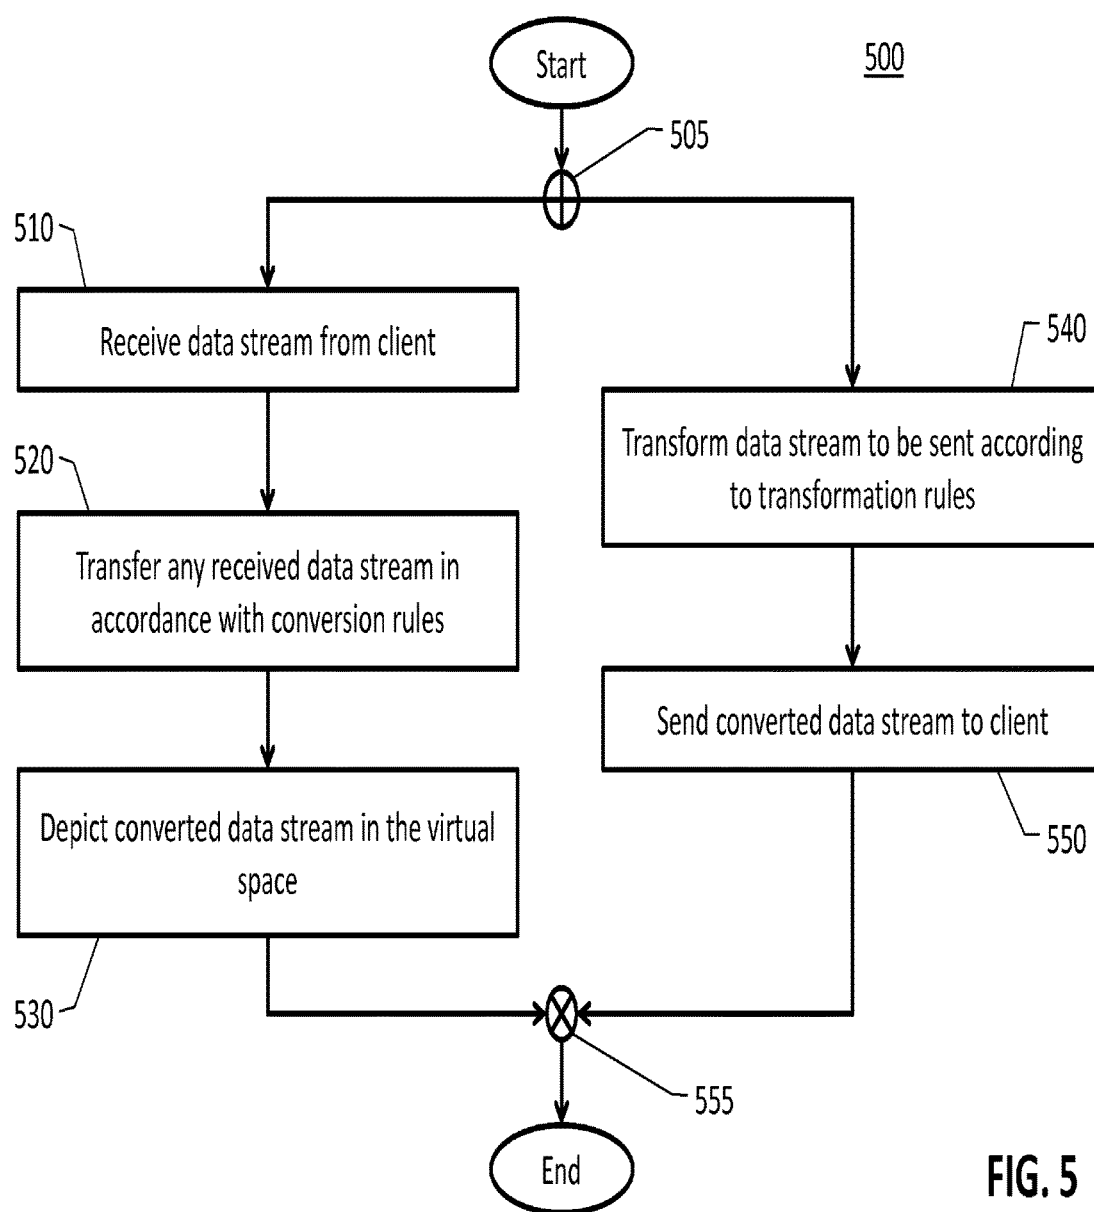 Start
500
505
510
Receive data stream from client
540
Transform data stream to be sent according
to transformation rules
520
Transfer any received data stream in
accordance with conversion rules
Send converted data stream to client
550
Depict converted data stream in the virtual
space
530
555
End
FIG. 5